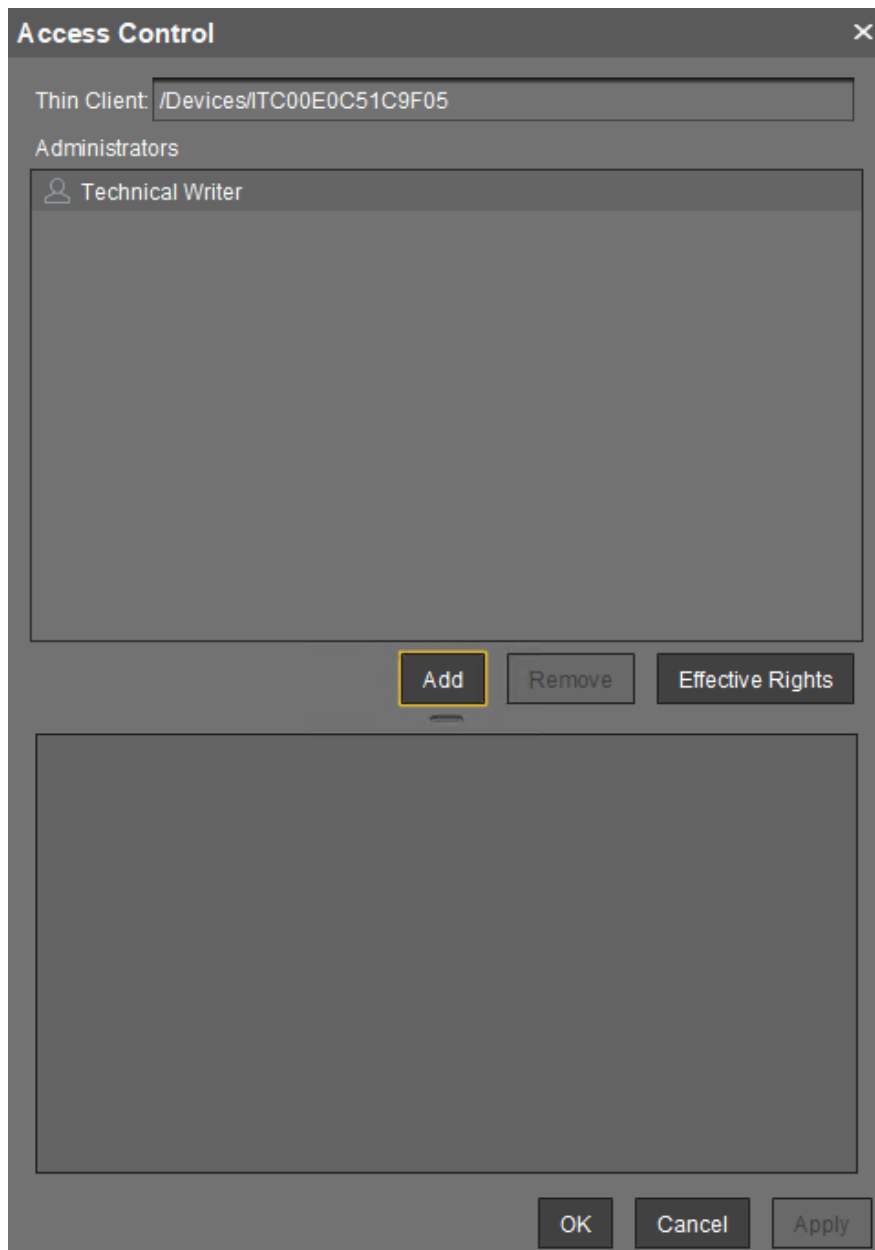 Access Control
Thin Client: /Devices/ITC00E0C51C9F05
Administrators
Technical Writer
Add Remove Effective Rights
OK Cancel Apply